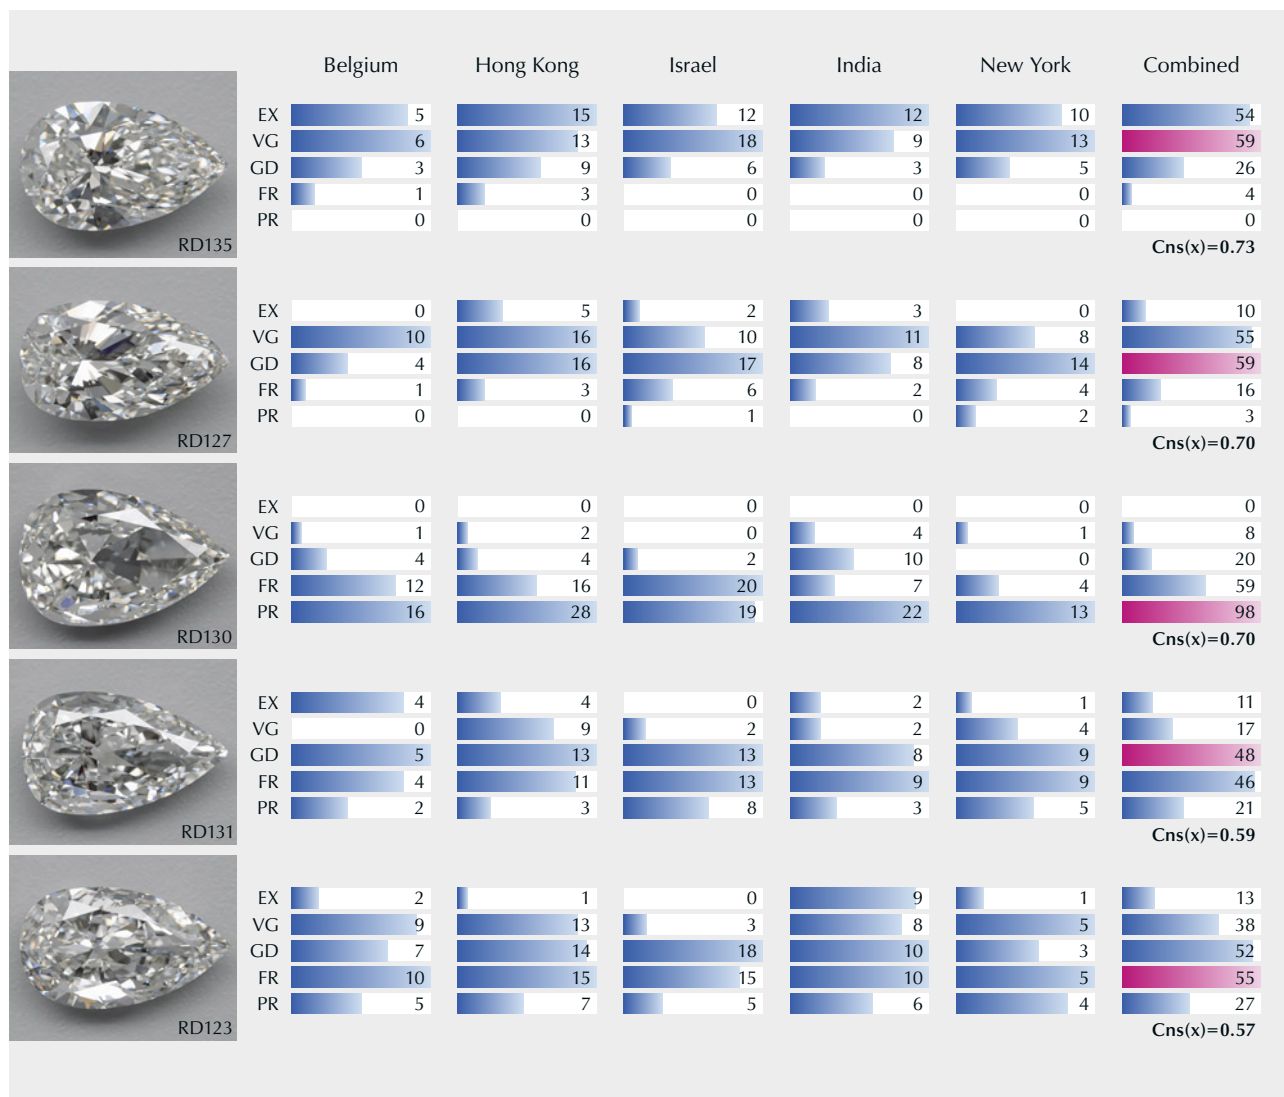 Belgium Hong Kong Israel India New York Combined
EX 5 15 12 12 10 54
VG 6 13 18 9 13 59
GD 3 9 6 3 5 26
FR 1 3 0 0 0 4
PR 0 0 0 0 0 0
RD135 Cns(x)=0.73
EX 0 5 2 3 0 10
VG 10 16 10 11 8 55
GD 4 16 17 8 14 59
FR 1 3 6 2 4 16
PR 0 0 1 0 2 3
RD127 Cns(x)=0.70
EX 0 0 0 0 0 0
VG 1 2 0 4 1 8
GD 4 4 2 10 0 20
FR 12 16 20 7 4 59
PR 16 28 19 22 13 98
RD130 Cns(x)=0.70
EX 4 4 0 2 1 11
VG 0 9 2 2 4 17
GD 5 13 13 8 9 48
FR 4 11 13 9 9 46
PR 2 3 8 3 5 21
RD131 Cns(x)=0.59
EX 2 1 0 9 1 13
VG 9 13 3 8 5 38
GD 7 14 18 10 3 52
FR 10 15 15 10 5 55
PR 5 7 5 6 4 27
RD123 Cns(x)=0.57